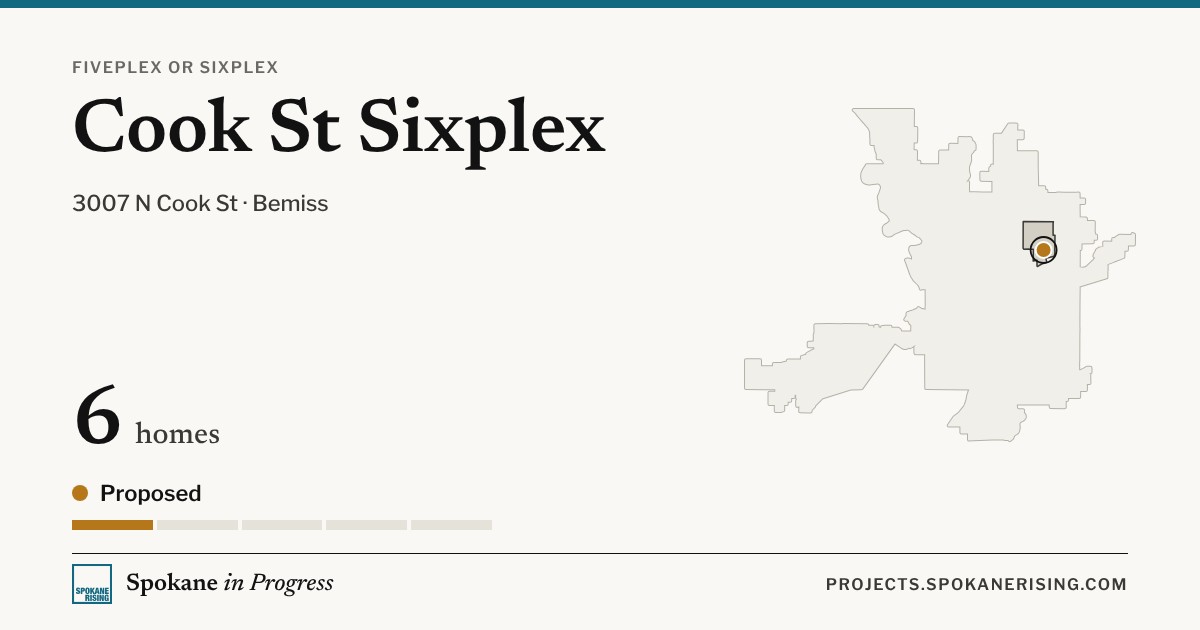 FIVEPLEX OR SIXPLEX
Cook St Sixplex
3007 N Cook St · Bemiss
6 homes
Proposed
SPOKANE
RISING
Spokane in Progress
PROJECTS.SPOKANERISING.COM